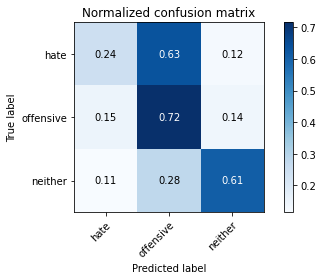 Normalized confusion matrix
True label
hate
0.24 0.63 0.12
offensive
0.15 0.72 0.14
neither
0.11 0.28 0.61
hate
offensive
neither
Predicted label
0.7
0.6
0.5
0.4
0.3
0.2